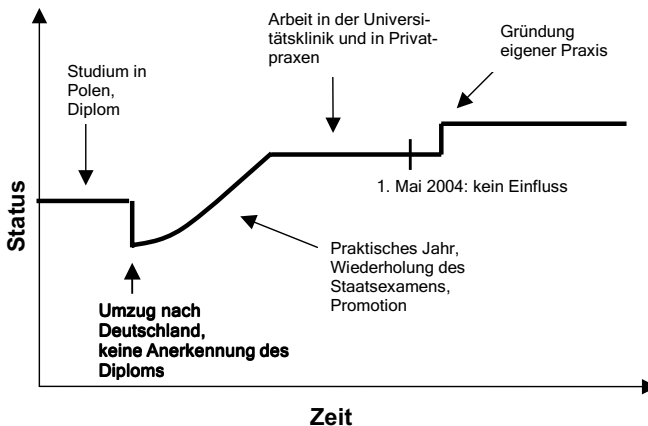 Arbeit in der Universi-
tätsklinik und in Privat-
praxen
Gründung
eigener Praxis
Studium in
Polen,
Diplom
1. Mai 2004: kein Einfluss
Status
Praktisches Jahr,
Wiederholung des
Staatsexamens,
Promotion
Umzug nach
Deutschland,
keine Anerkennung des
Diploms
Zeit